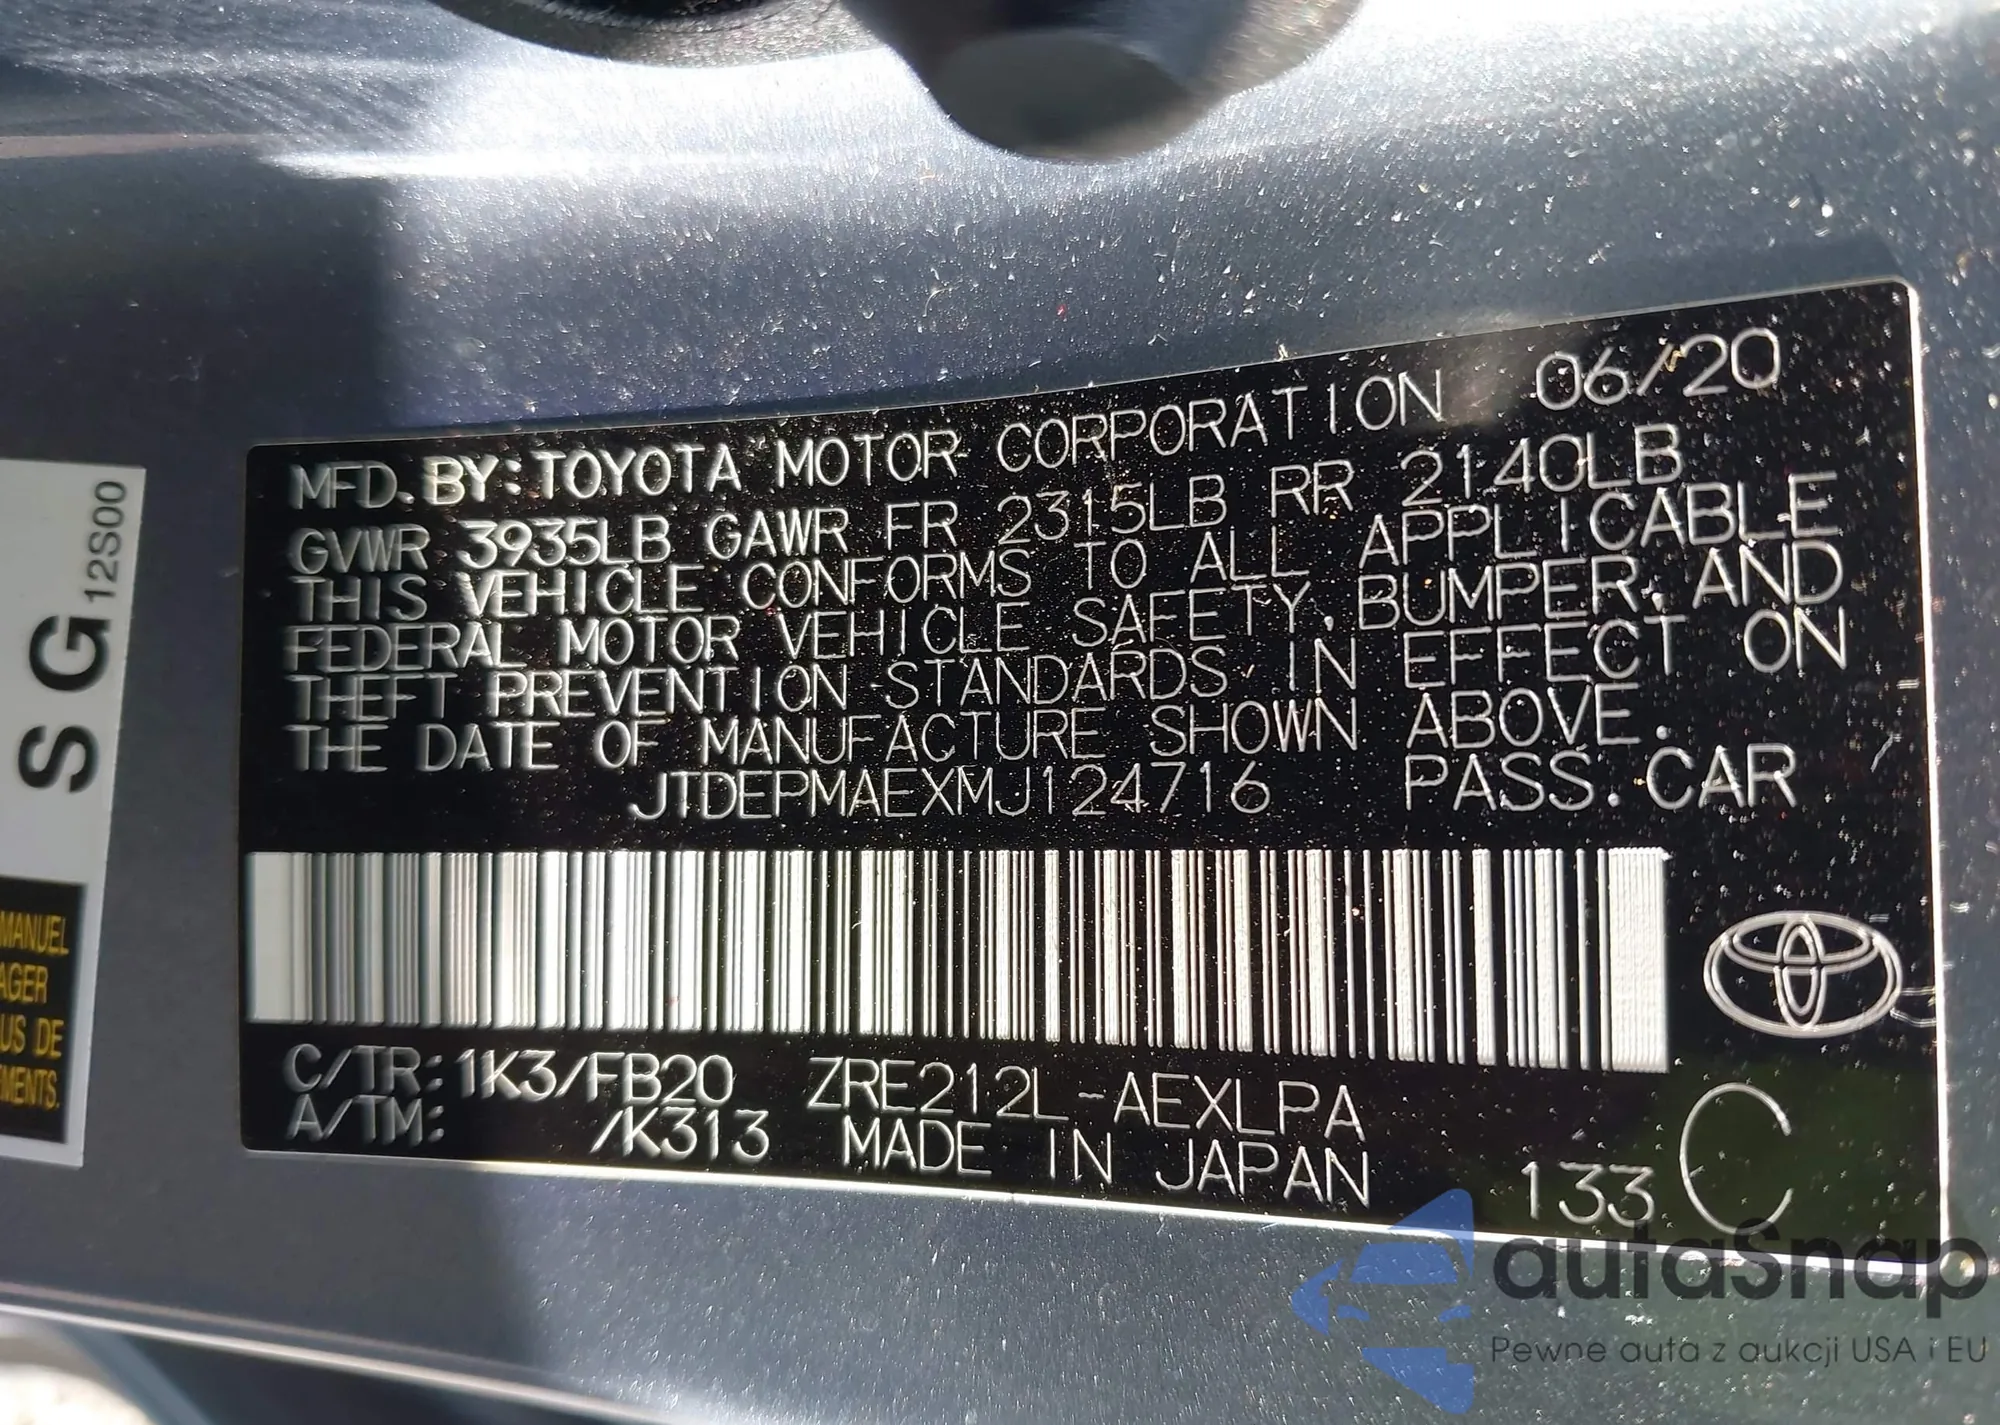 MFD. BY: TOYOTA MOTOR CORPORATION 06/20
GVWR 3935LB GAWR FR 2315LB RR 2140LB
THIS VEHICLE CONFORMS TO ALL APPLICABLE
FEDERAL MOTOR VEHICLE SAFETY, BUMPER, AND
THEFT PREVENTION STANDARDS IN EFFECT ON
THE DATE OF MANUFACTURE SHOWN ABOVE.
JTDEPMAEXMJ124716 PASS. CAR
C/TR: 1K3/FB20 ZRE212L-AEXLPA
A/TM: /K313 MADE IN JAPAN
133 C
SG 12S00
MANUEL
AGER
US DE
EMENTS.
autaSnap
Pewne auta z aukcji USA i EU